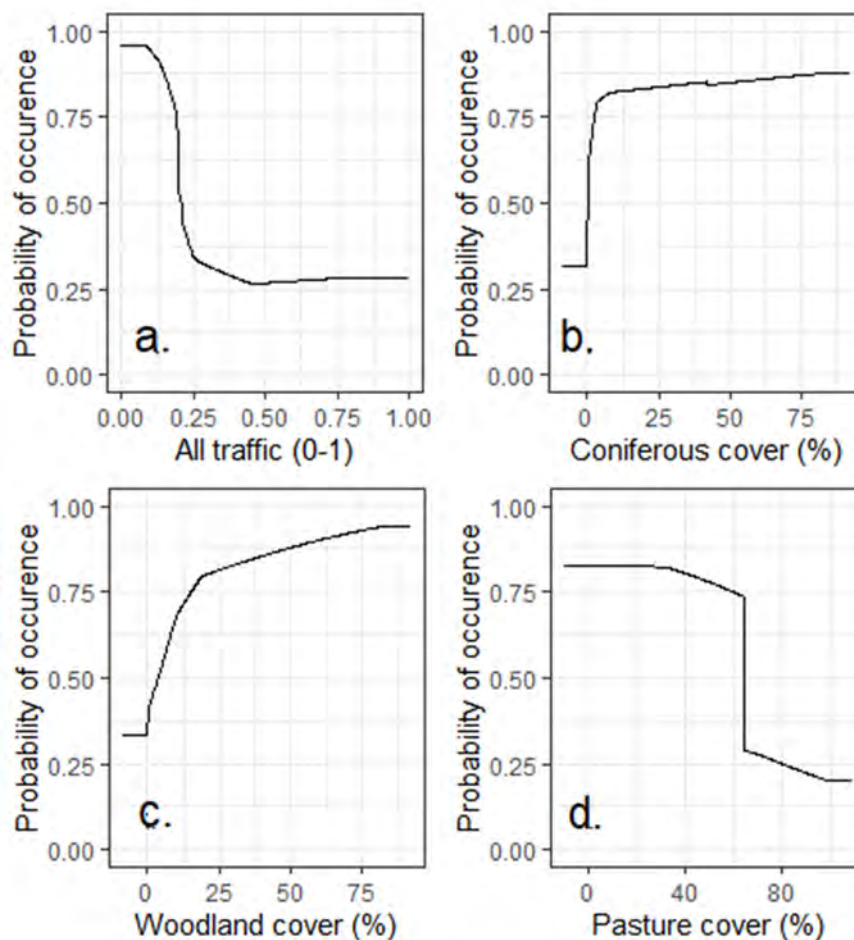 Probability of occurence
1.00
0.75
0.50
0.25
0.00
a.
0.00 0.25 0.50 0.75 1.00
All traffic (0-1)
Probability of occurence
1.00
0.75
0.50
0.25
0.00
b.
0 25 50 75
Coniferous cover (%)
Probability of occurence
1.00
0.75
0.50
0.25
0.00
c.
0 25 50 75
Woodland cover (%)
Probability of occurence
1.00
0.75
0.50
0.25
0.00
d.
0 40 80
Pasture cover (%)